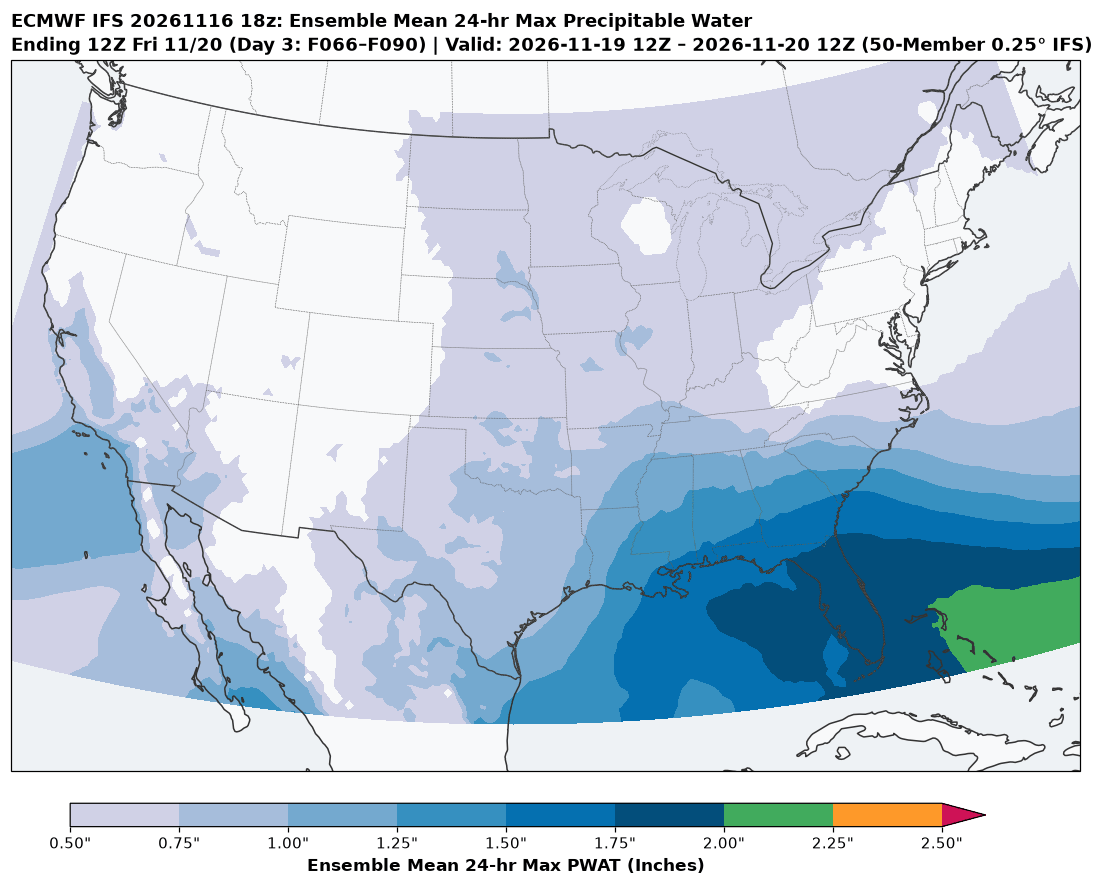 ECMWF IFS 20261116 18z: Ensemble Mean 24-hr Max Precipitable Water
Ending 12Z Fri 11/20 (Day 3: F066–F090) | Valid: 2026-11-19 12Z – 2026-11-20 12Z (50-Member 0.25° IFS)
0.50" 0.75" 1.00" 1.25" 1.50" 1.75" 2.00" 2.25" 2.50"
Ensemble Mean 24-hr Max PWAT (Inches)